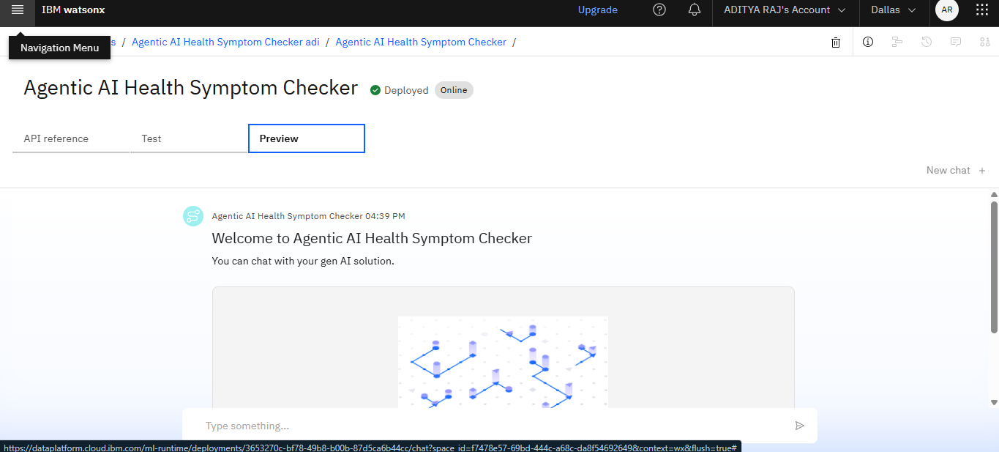 IBM watsonx
Upgrade
ADITYA RAJ's Account
Dallas
AR
Navigation Menu
s / Agentic AI Health Symptom Checker adi / Agentic AI Health Symptom Checker /
Agentic AI Health Symptom Checker
Deployed
Online
API reference
Test
Preview
New chat +
Agentic AI Health Symptom Checker 04:39 PM
Welcome to Agentic AI Health Symptom Checker
You can chat with your gen AI solution.
Type something...
https://dataplatform.cloud.ibm.com/ml-runtime/deployments/3653270c-bf78-49b8-b00b-87d5ca6b44cc/chat?space_id=f7478e57-69bd-444c-a68c-da8f54692649&context=wx&flush=true#